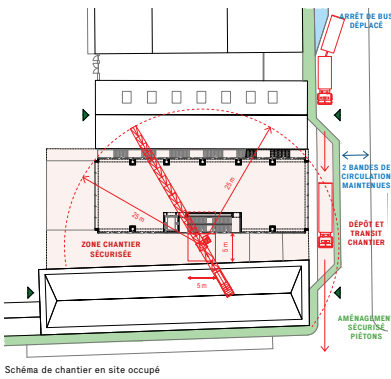 ARRÊT DE BUS
DÉPLACÉ
2 BANDES DE
CIRCULATION
MAINTENUES
25 m
25 m
DÉPÔT ET
TRANSIT
CHANTIER
ZONE CHANTIER
SÉCURISÉE
5 m
5 m
AMÉNAGEMENT
SÉCURISÉ
PIÉTONS
Schéma de chantier en site occupé